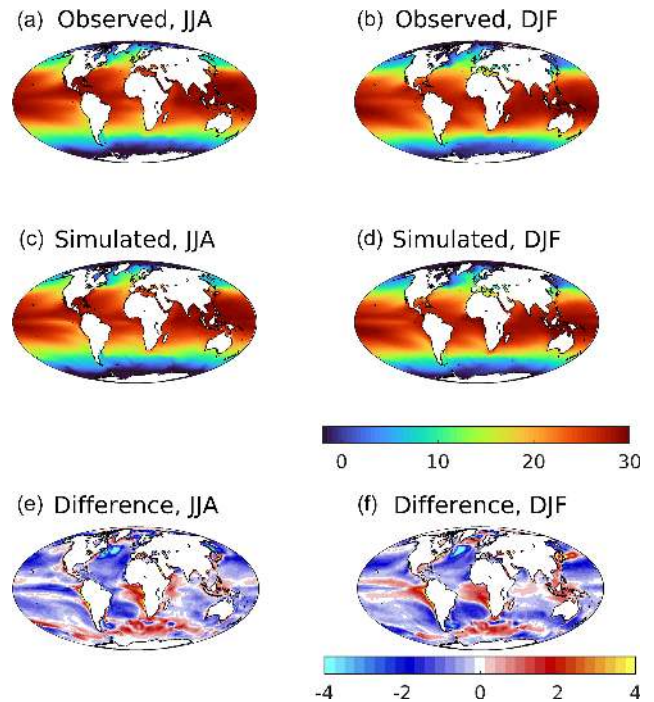 (a) Observed, JJA
(b) Observed, DJF
(c) Simulated, JJA
(d) Simulated, DJF
0 10 20 30
(e) Difference, JJA
(f) Difference, DJF
-4 -2 0 2 4